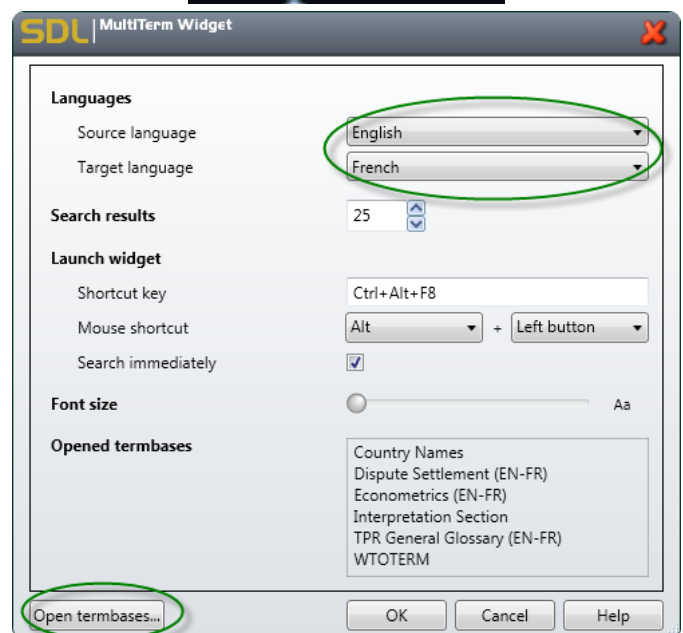 SDL | MultiTerm Widget
Languages
Source language English
Target language French
Search results 25
Launch widget
Shortcut key Ctrl+Alt+F8
Mouse shortcut Alt + Left button
Search immediately
Font size Aa
Opened termbases
Country Names
Dispute Settlement (EN-FR)
Econometrics (EN-FR)
Interpretation Section
TPR General Glossary (EN-FR)
WTOTERM
Open termbases... OK Cancel Help